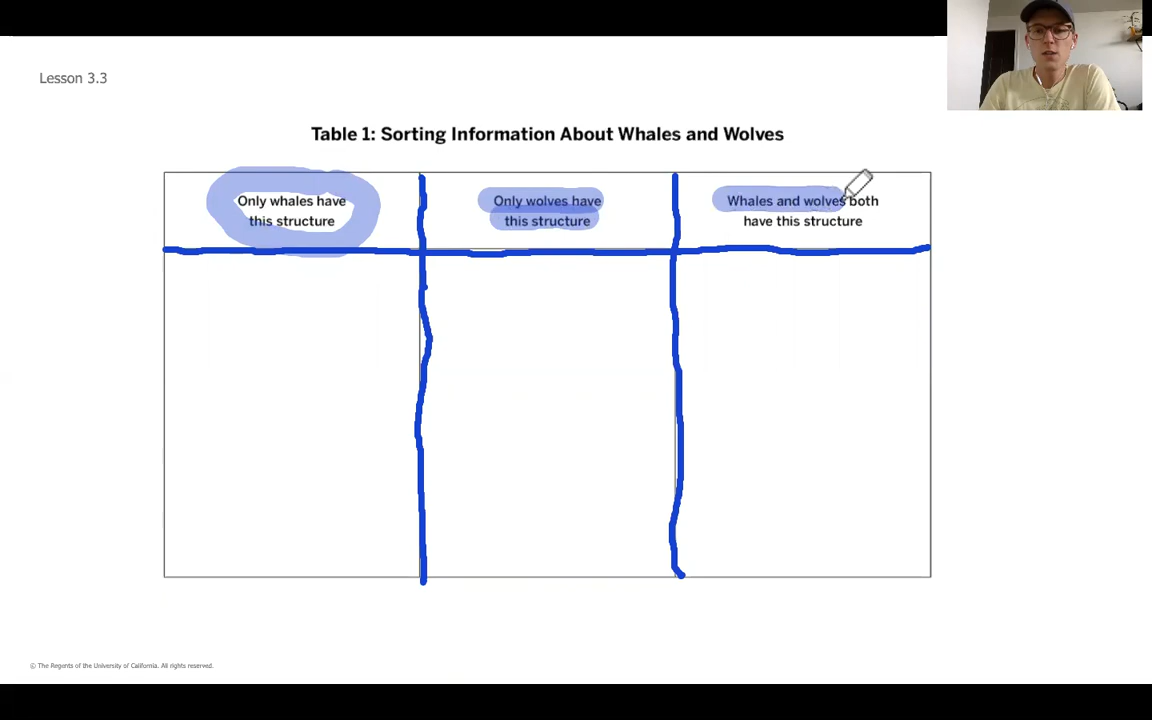 Lesson 3.3
Table 1: Sorting Information About Whales and Wolves
Only whales have
this structure
Only wolves have
this structure
Whales and wolves both
have this structure
© The Regents of the University of California. All rights reserved.